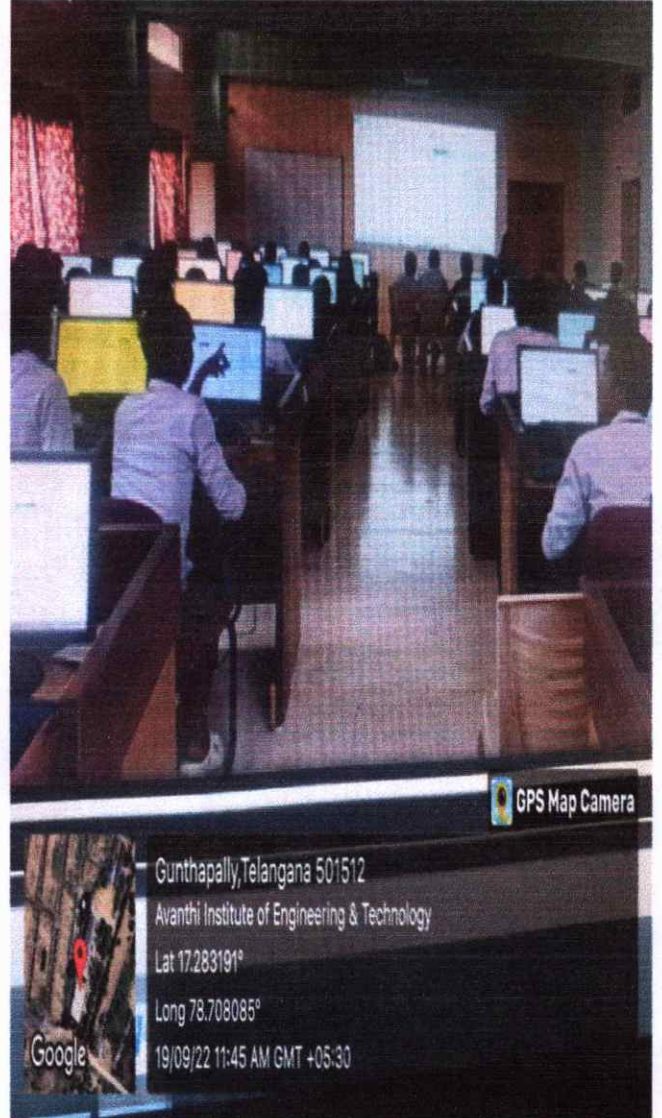 GPS Map Camera
Gunthapally,Telangana 501512
Avanthi Institute of Engineering & Technology
Lat 17.283191°
Long 78.708085°
19/09/22 11:45 AM GMT +05:30
Google